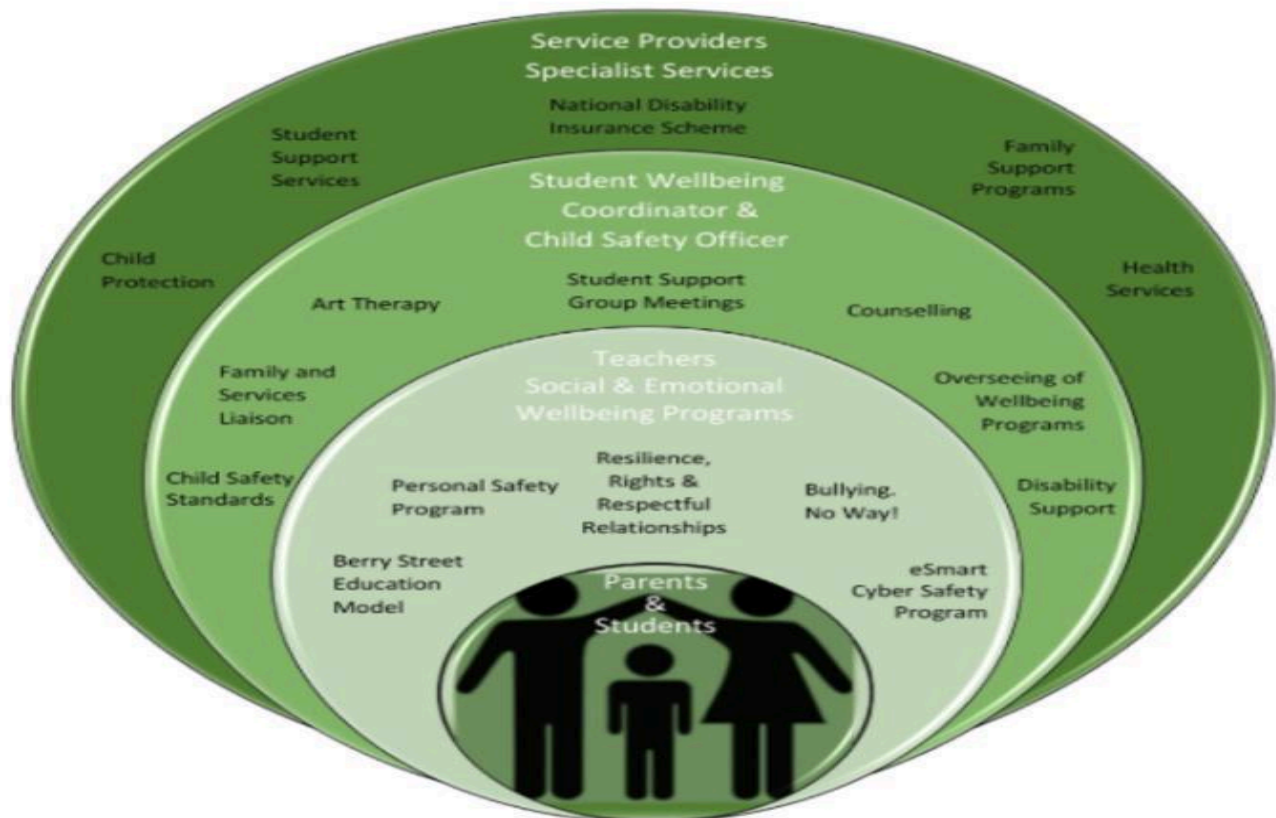 Service Providers
Specialist Services
National Disability
Insurance Scheme
Student
Support
Services
Family
Support
Programs
Child
Protection
Health
Services
Student Wellbeing
Coordinator &
Child Safety Officer
Student Support
Group Meetings
Art Therapy
Counselling
Family and
Services
Liaison
Overseeing of
Wellbeing
Programs
Child Safety
Standards
Disability
Support
Teachers
Social & Emotional
Wellbeing Programs
Resilience,
Rights &
Respectful
Relationships
Personal Safety
Program
Bullying.
No Way!
Berry Street
Education
Model
eSmart
Cyber Safety
Program
Parents
&
Students